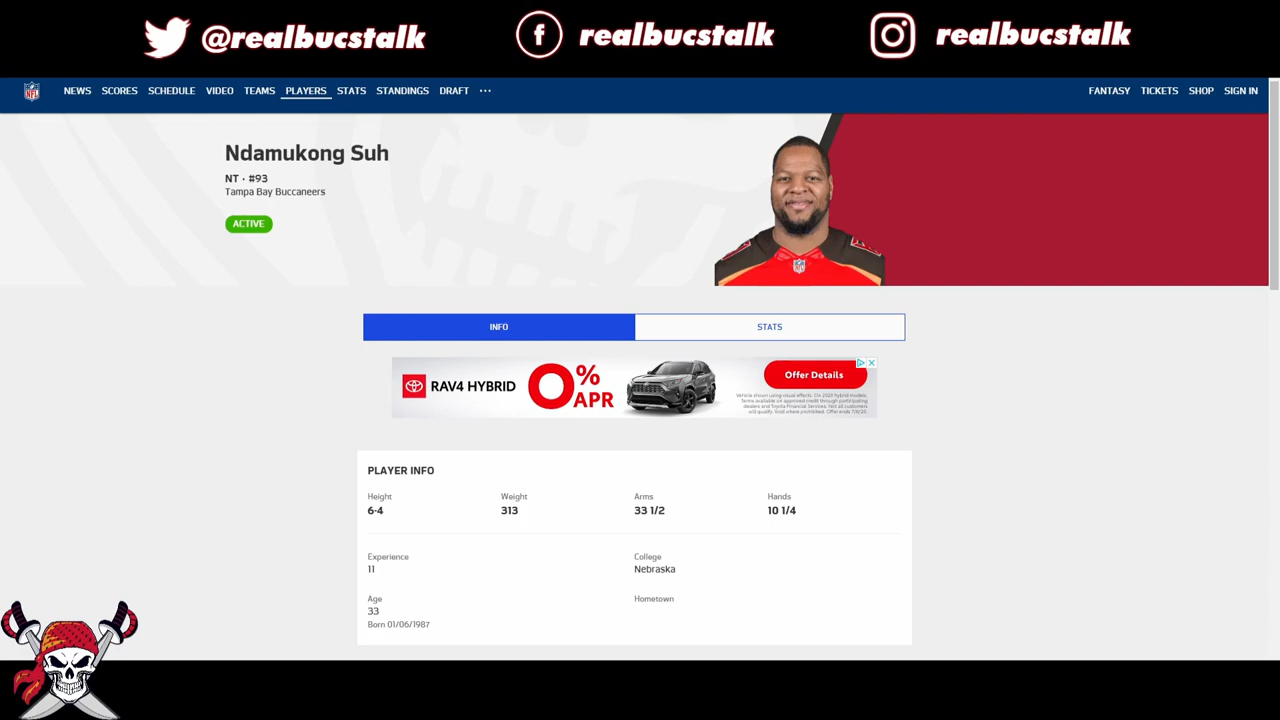 @realbucstalk
realbucstalk
realbucstalk
NFL
NEWS SCORES SCHEDULE VIDEO TEAMS PLAYERS STATS STANDINGS DRAFT ...
FANTASY TICKETS SHOP SIGN IN
Ndamukong Suh
NT · #93
Tampa Bay Buccaneers
ACTIVE
INFO
STATS
RAV4 HYBRID
0% APR
Offer Details
PLAYER INFO
Height Weight Arms Hands
6-4 313 33 1/2 10 1/4
Experience College
11 Nebraska
Age Hometown
33
Born 01/06/1987